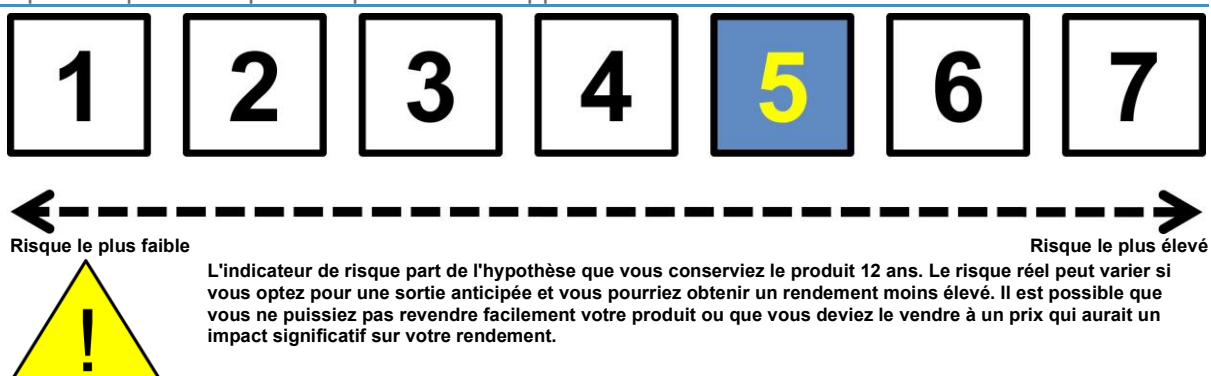 1 2 3 4 5 6 7
Risque le plus faible Risque le plus élevé
!
L'indicateur de risque part de l'hypothèse que vous conserviez le produit 12 ans. Le risque réel peut varier si
vous optez pour une sortie anticipée et vous pourriez obtenir un rendement moins élevé. Il est possible que
vous ne puissiez pas revendre facilement votre produit ou que vous deviez le vendre à un prix qui aurait un
impact significatif sur votre rendement.